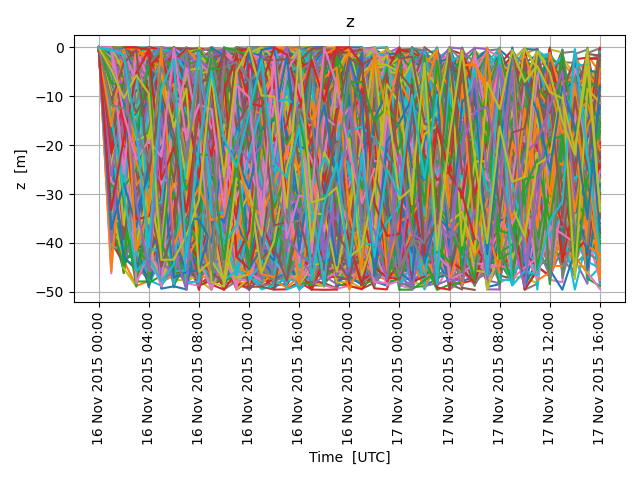 z
0
−10
−20
−30
−40
−50
z [m]
16 Nov 2015 00:00
16 Nov 2015 04:00
16 Nov 2015 08:00
16 Nov 2015 12:00
16 Nov 2015 16:00
16 Nov 2015 20:00
17 Nov 2015 00:00
17 Nov 2015 04:00
17 Nov 2015 08:00
17 Nov 2015 12:00
17 Nov 2015 16:00
Time [UTC]